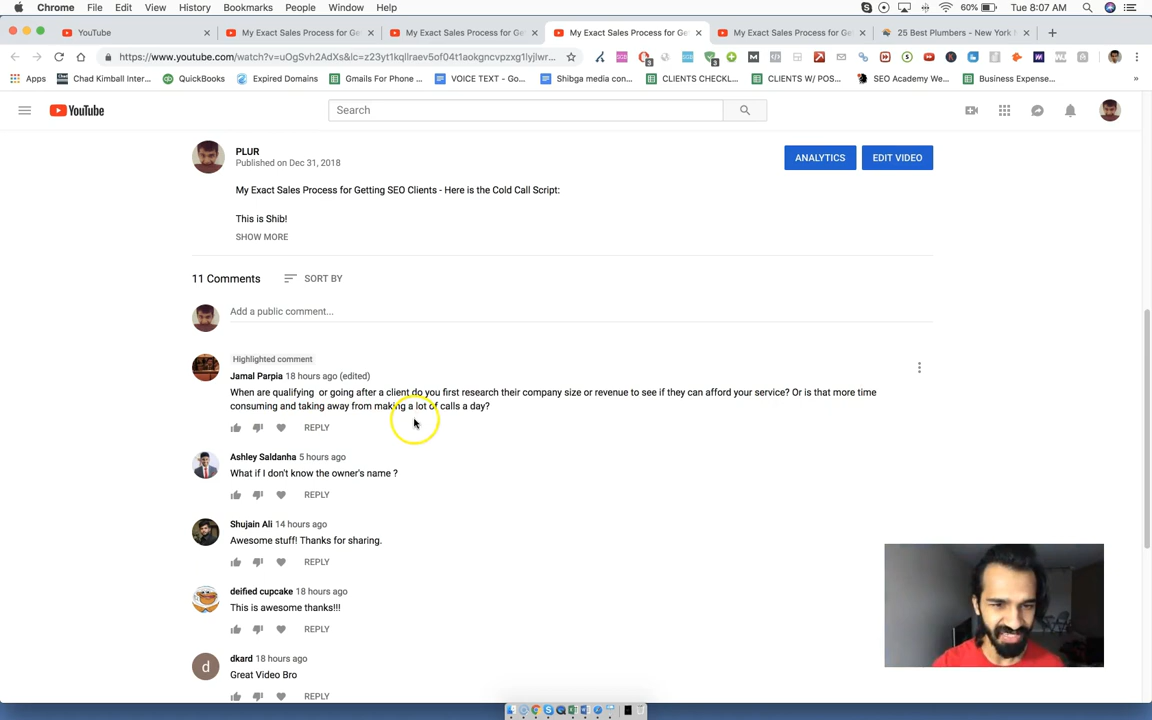 Chrome File Edit View History Bookmarks People Window Help 60% Tue 8:07 AM
YouTube My Exact Sales Process for Get My Exact Sales Process for Get My Exact Sales Process for Ge My Exact Sales Process for Ge 25 Best Plumbers - New York
Apps Chad Kimball Inter... QuickBooks Expired Domains Gmails For Phone ... VOICE TEXT - Go... Shibga media con... CLIENTS CHECKL... CLIENTS W/ POS... SEO Academy We... Business Expense...
YouTube Search
PLUR
Published on Dec 31, 2018
ANALYTICS EDIT VIDEO
My Exact Sales Process for Getting SEO Clients - Here is the Cold Call Script:
This is Shib!
SHOW MORE
11 Comments SORT BY
Add a public comment...
Highlighted comment
Jamal Parpia 18 hours ago (edited)
When are qualifying or going after a client do you first research their company size or revenue to see if they can afford your service? Or is that more time
consuming and taking away from making a lot of calls a day?
REPLY
Ashley Saldanha 5 hours ago
What if I don't know the owner's name ?
REPLY
Shujain Ali 14 hours ago
Awesome stuff! Thanks for sharing.
REPLY
deified cupcake 18 hours ago
This is awesome thanks!!!
REPLY
d dkard 18 hours ago
Great Video Bro
REPLY